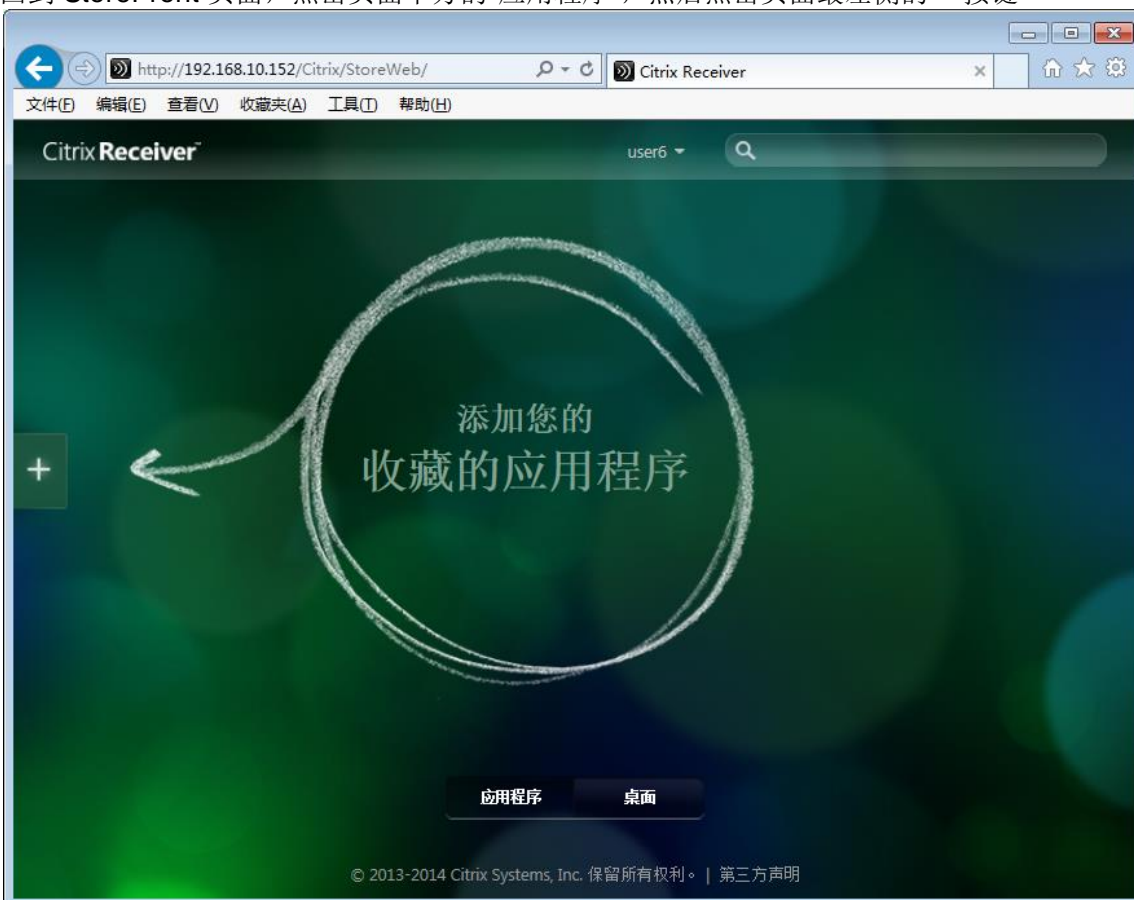 http://192.168.10.152/Citrix/StoreWeb/
Citrix Receiver
文件(F) 编辑(E) 查看(V) 收藏夹(A) 工具(T) 帮助(H)
Citrix Receiver™
user6
添加您的
收藏的应用程序
应用程序 桌面
© 2013-2014 Citrix Systems, Inc. 保留所有权利。 | 第三方声明